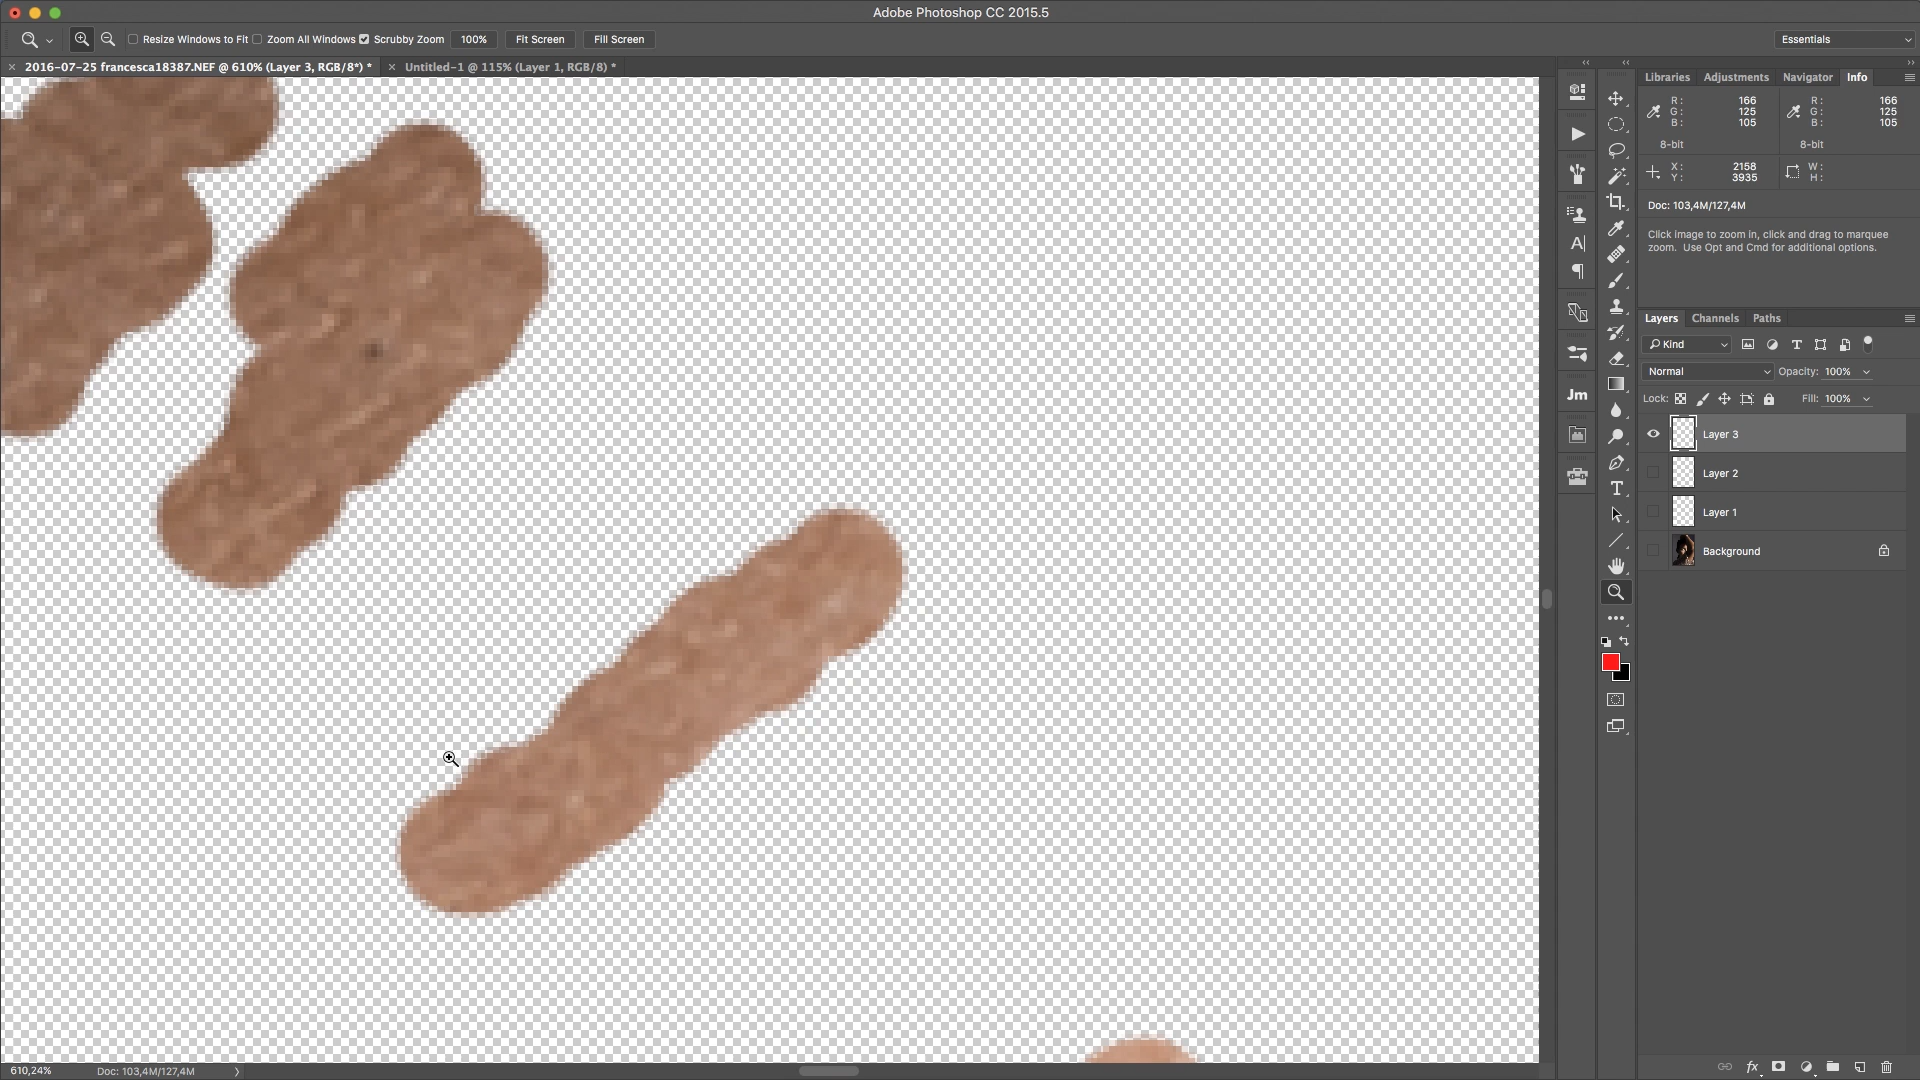 Adobe Photoshop CC 2015.5
Resize Windows to Fit Zoom All Windows Scrubby Zoom 100% Fit Screen Fill Screen Essentials
2016-07-25 francesca18387.NEF @ 610% (Layer 3, RGB/8*) * Untitled-1 @ 115% (Layer 1, RGB/8) *
Libraries Adjustments Navigator Info
R: 166 R: 166
G: 125 G: 125
B: 105 B: 105
8-bit 8-bit
X: 2158 W:
Y: 3935 H:
Doc: 103,4M/127,4M
Click image to zoom in, click and drag to marquee
zoom. Use Opt and Cmd for additional options.
Layers Channels Paths
Kind
Normal Opacity: 100%
Lock: Fill: 100%
Jm
Layer 3
Layer 2
Layer 1
Background
fx
610,24% Doc: 103,4M/127,4M